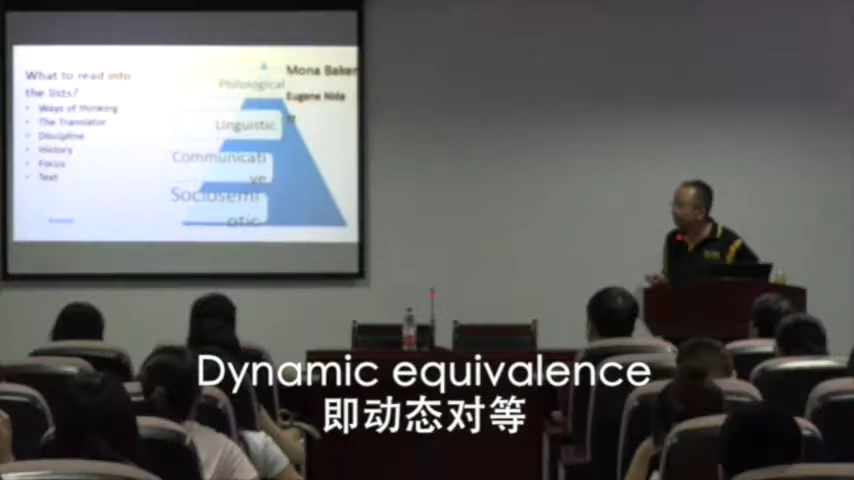 What to read into
the lists?
• Ways of thinking
• The Translator
• Discipline
• History
• Focus
• Text
Philological
Linguistic
Communicati
ve
Sociosemi
otic
Mona Baker
Eugene Nida
Dynamic equivalence
即动态对等